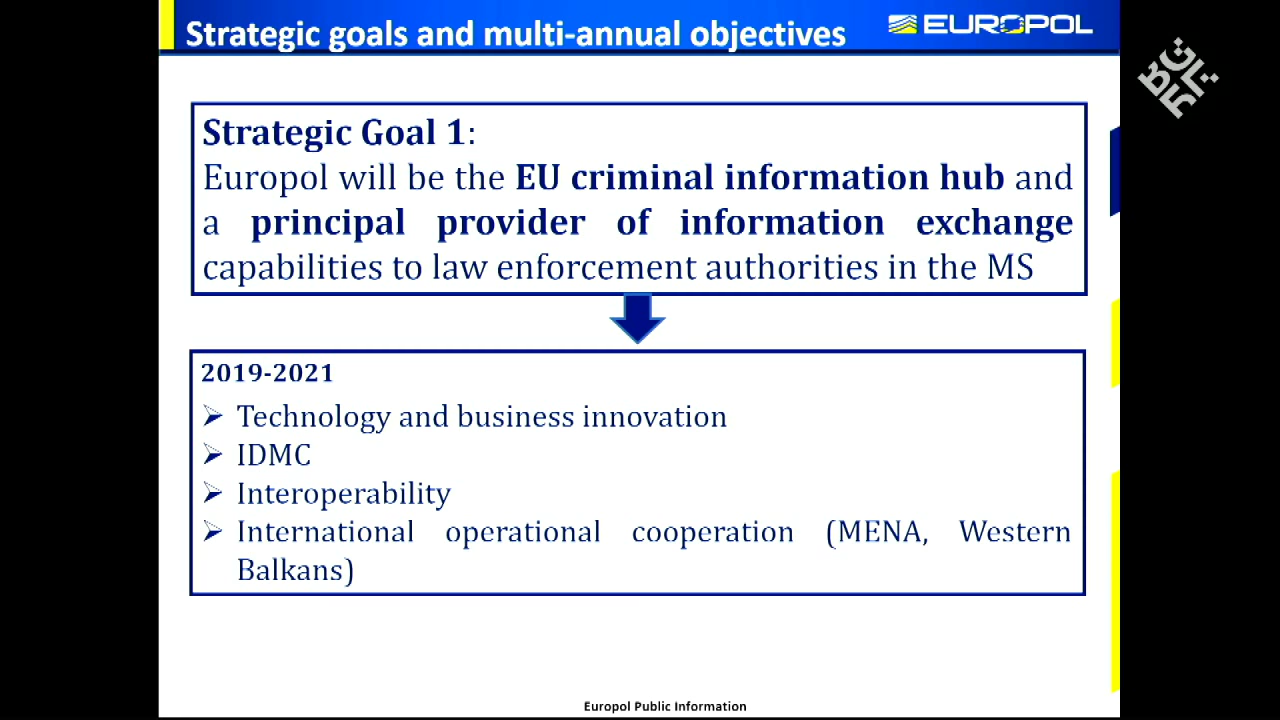 Strategic goals and multi-annual objectives
EUROPOL
Strategic Goal 1:
Europol will be the EU criminal information hub and
a principal provider of information exchange
capabilities to law enforcement authorities in the MS
2019-2021
Technology and business innovation
IDMC
Interoperability
International operational cooperation (MENA, Western
Balkans)
Europol Public Information